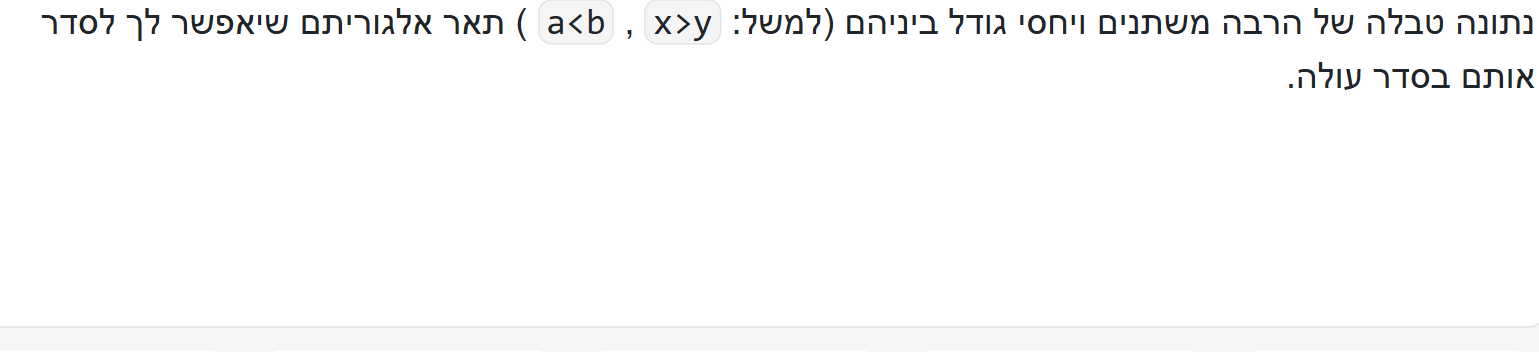 נתונה טבלה של הרבה משתנים ויחסי גודל ביניהם (למשל: x>y , a<b ) תאר אלגוריתם שיאפשר לך לסדר
אותם בסדר עולה.